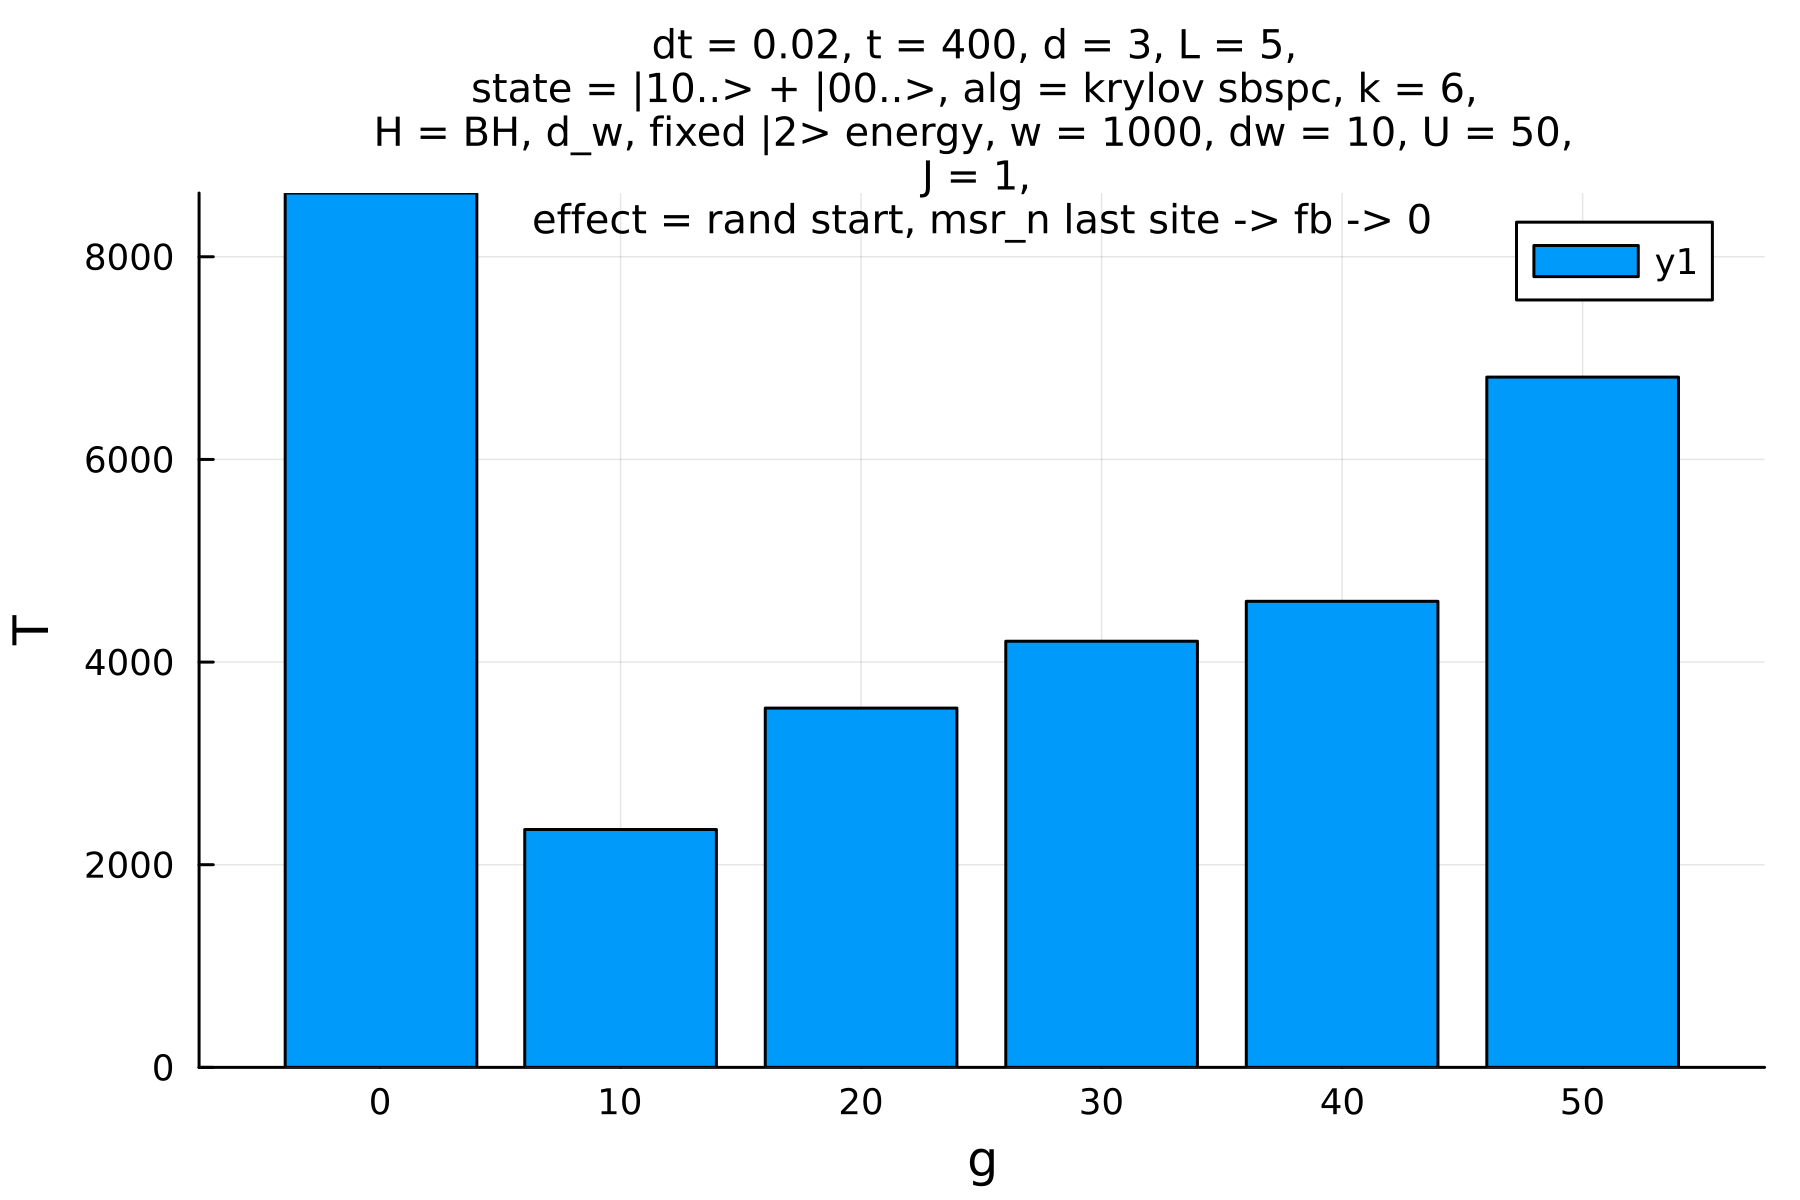 dt = 0.02, t = 400, d = 3, L = 5,
state = |10..> + |00..>, alg = krylov sbspc, k = 6,
H = BH, d_w, fixed |2> energy, w = 1000, dw = 10, U = 50,
J = 1,
effect = rand start, msr_n last site -> fb -> 0
y1
8000
6000
4000
2000
0
T
0 10 20 30 40 50
g